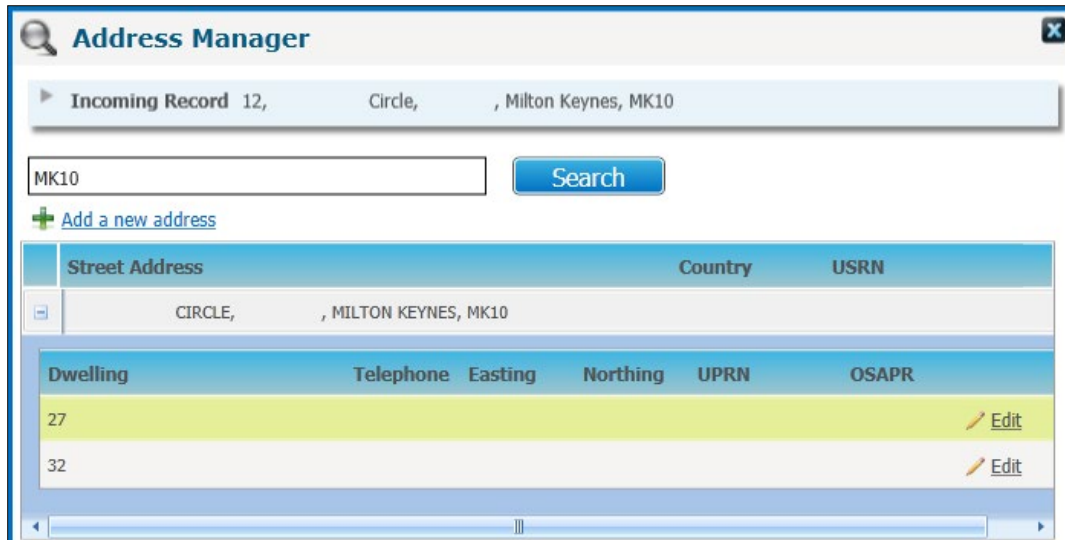 Address Manager
Incoming Record 12, Circle, , Milton Keynes, MK10
MK10 Search
Add a new address
Street Address Country USRN
CIRCLE, , MILTON KEYNES, MK10
Dwelling Telephone Easting Northing UPRN OSAPR
27 Edit
32 Edit